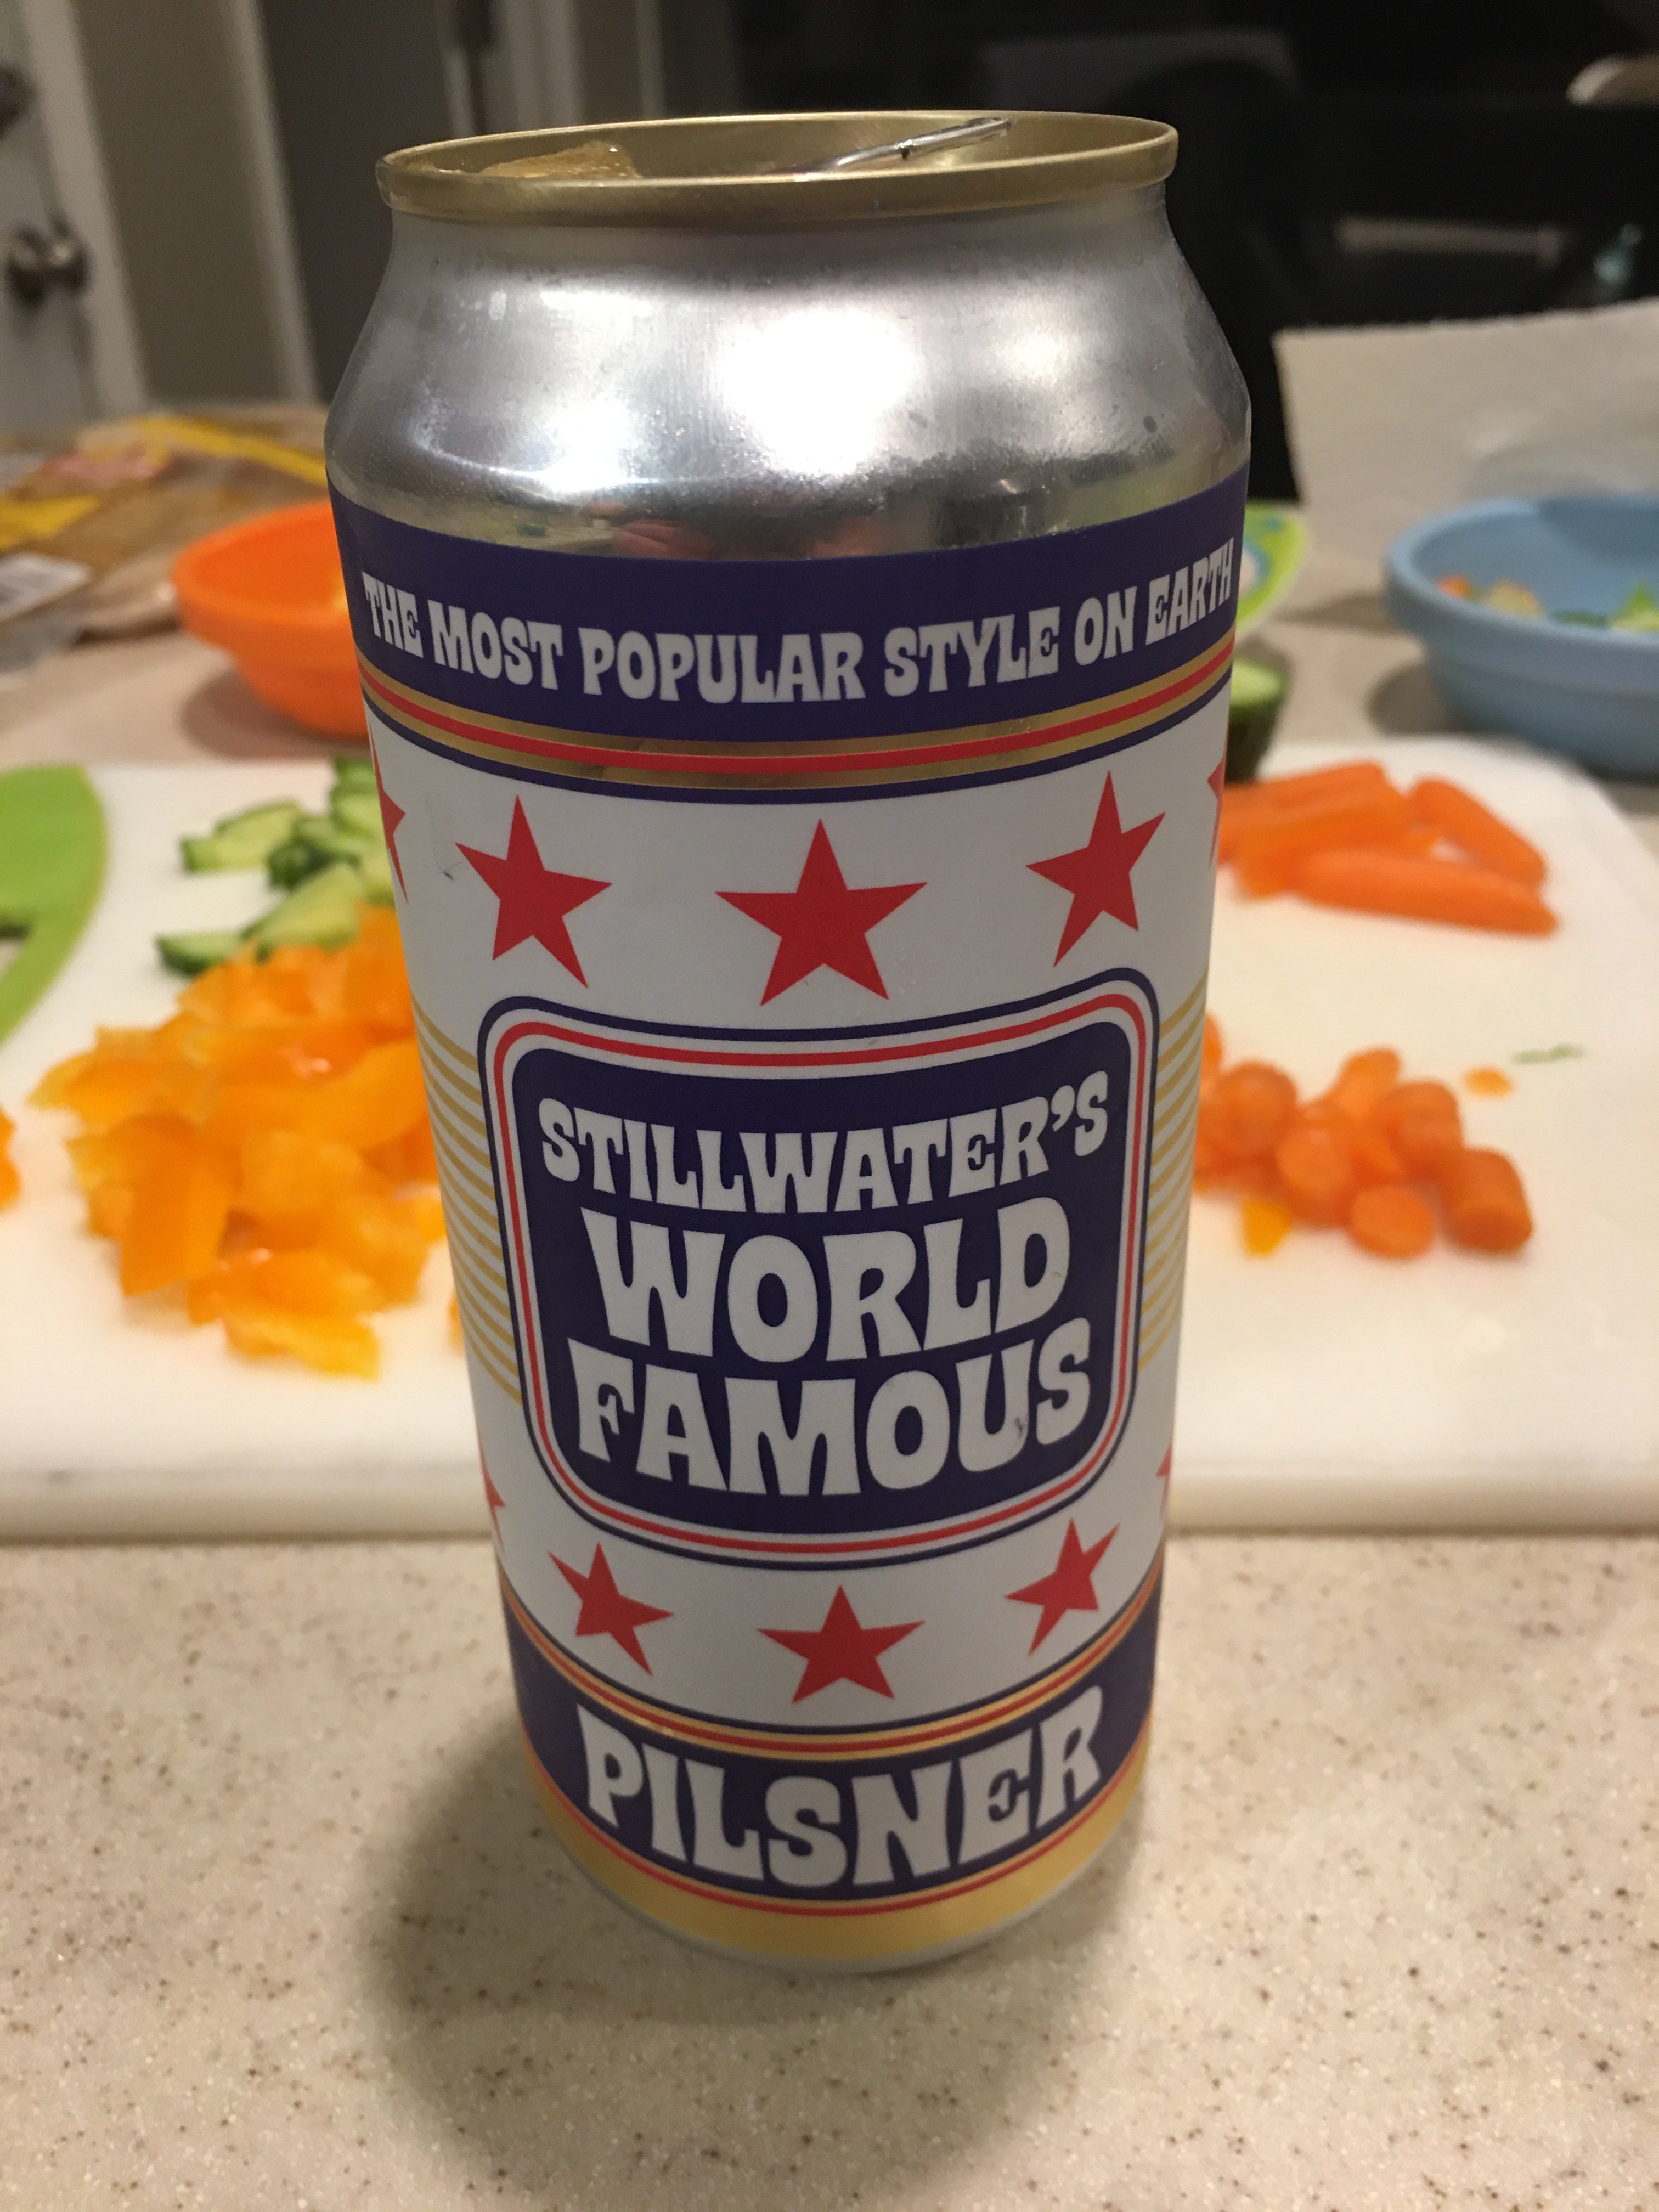 THE MOST POPULAR STYLE ON EARTH
STILLWATER'S
WORLD
FAMOUS
PILSNER